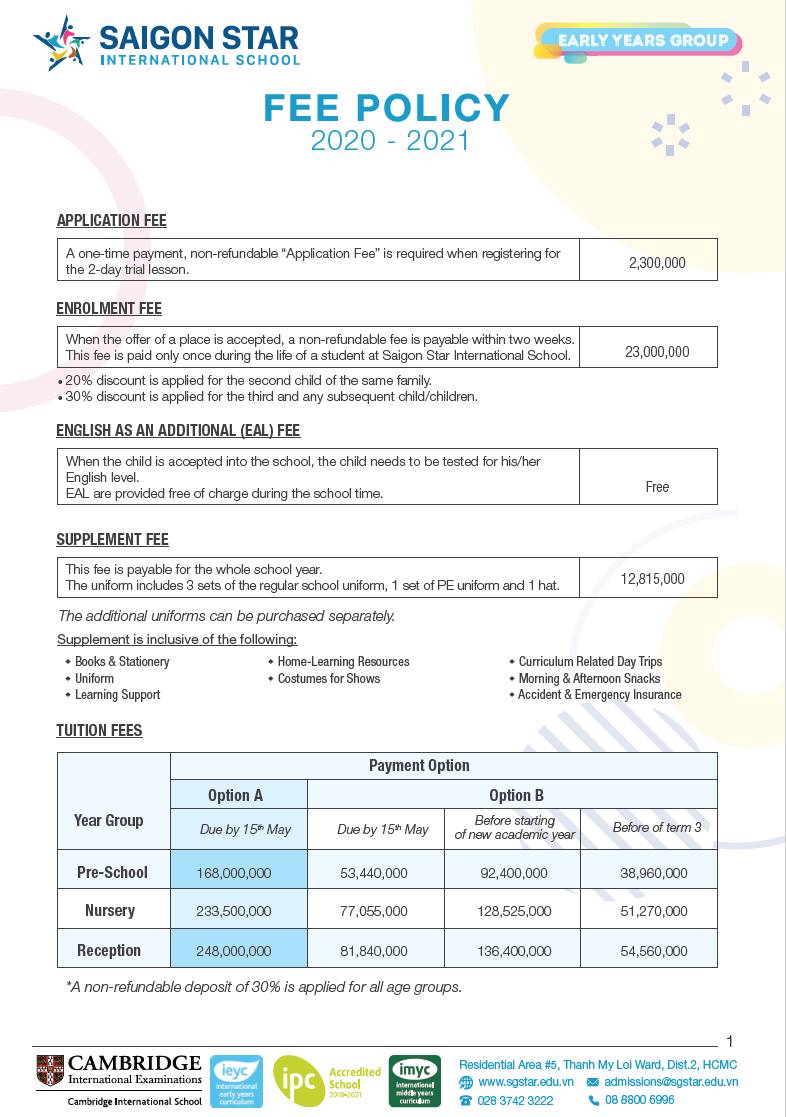 SAIGON STAR
INTERNATIONAL SCHOOL
EARLY YEARS GROUP
FEE POLICY
2020 - 2021
APPLICATION FEE
A one-time payment, non-refundable “Application Fee” is required when registering for
the 2-day trial lesson.
2,300,000
ENROLMENT FEE
When the offer of a place is accepted, a non-refundable fee is payable within two weeks.
This fee is paid only once during the life of a student at Saigon Star International School.
23,000,000
• 20% discount is applied for the second child of the same family.
• 30% discount is applied for the third and any subsequent child/children.
ENGLISH AS AN ADDITIONAL (EAL) FEE
When the child is accepted into the school, the child needs to be tested for his/her
English level.
EAL are provided free of charge during the school time.
Free
SUPPLEMENT FEE
This fee is payable for the whole school year.
The uniform includes 3 sets of the regular school uniform, 1 set of PE uniform and 1 hat.
12,815,000
The additional uniforms can be purchased separately.
Supplement is inclusive of the following:
Books & Stationery
Uniform
Learning Support
Home-Learning Resources
Costumes for Shows
Curriculum Related Day Trips
Morning & Afternoon Snacks
Accident & Emergency Insurance
TUITION FEES
Year Group
Payment Option
Option A Option B
Due by 15th May Due by 15th May Before starting of new academic year Before of term 3
Pre-School 168,000,000 53,440,000 92,400,000 38,960,000
Nursery 233,500,000 77,055,000 128,525,000 51,270,000
Reception 248,000,000 81,840,000 136,400,000 54,560,000
*A non-refundable deposit of 30% is applied for all age groups.
1
CAMBRIDGE
International Examinations
Cambridge International School
ieyc
international
early years
curriculum
ipc
Accredited
School
2018-2021
imyc
international
middle years
curriculum
Residential Area #5, Thanh My Loi Ward, Dist.2, HCMC
www.sgstar.edu.vn admissions@sgstar.edu.vn
028 3742 3222 08 8800 6996